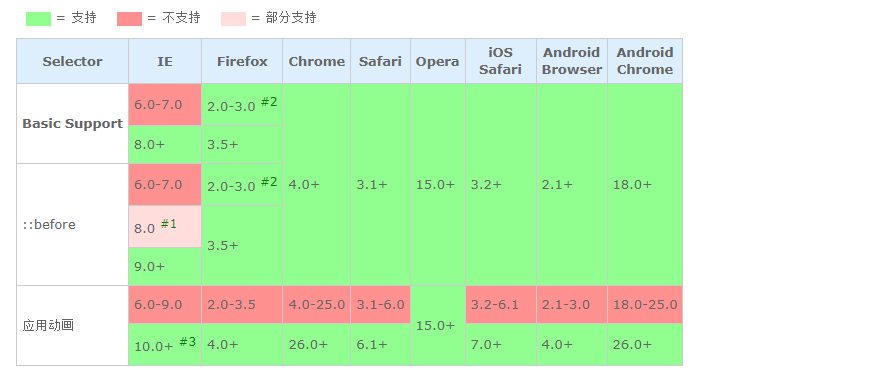 = 支持 = 不支持 = 部分支持
Selector IE Firefox Chrome Safari Opera iOS Safari Android Browser Android Chrome
Basic Support 6.0-7.0 2.0-3.0 #2 4.0+ 3.1+ 15.0+ 3.2+ 2.1+ 18.0+
8.0+ 3.5+
::before 6.0-7.0 2.0-3.0 #2
8.0 #1 3.5+
9.0+
应用动画 6.0-9.0 2.0-3.5 4.0-25.0 3.1-6.0 15.0+ 3.2-6.1 2.1-3.0 18.0-25.0
10.0+ #3 4.0+ 26.0+ 6.1+ 7.0+ 4.0+ 26.0+